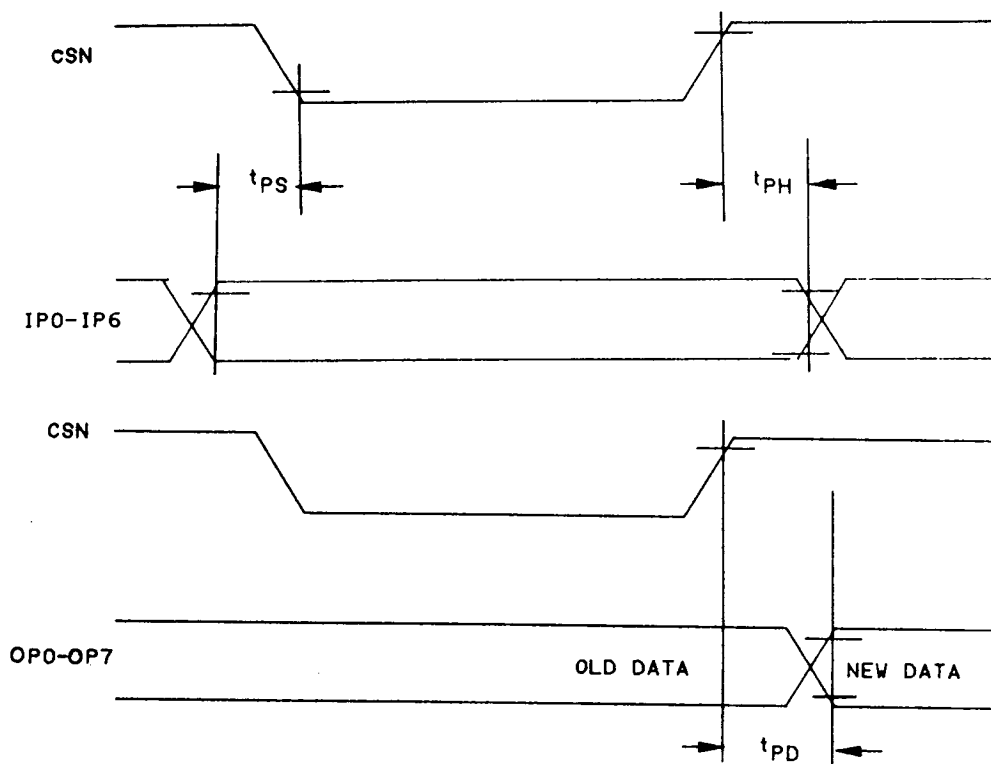 CSN
tPS
tPH
IP0-IP6
CSN
OP0-OP7
OLD DATA
NEW DATA
tPD